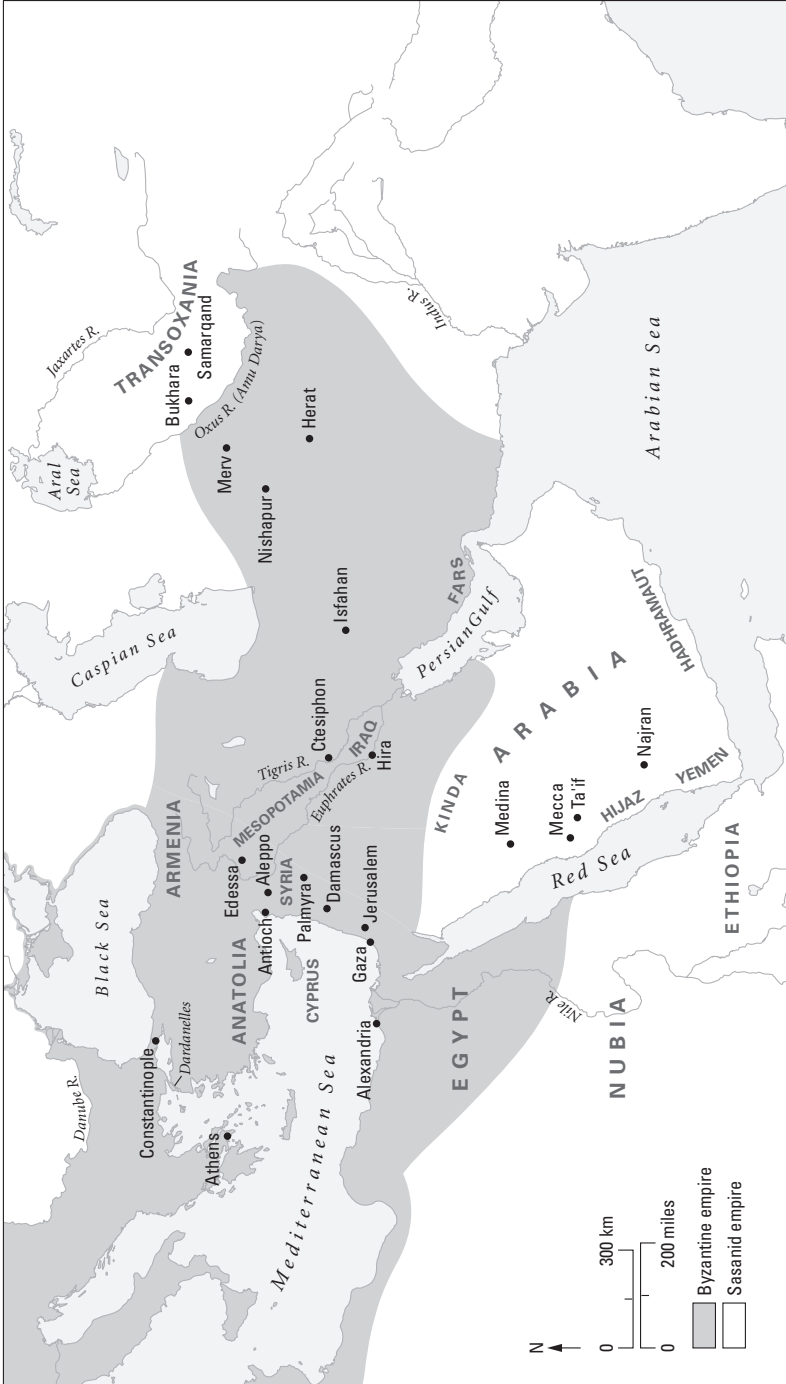 Aral
Sea
Jaxartes R.
TRANSOXANIA
Bukhara
Samarqand
Oxus R. (Amu Darya)
Caspian Sea
Black Sea
Danube R.
Constantinople
Dardanelles
Athens
ANATOLIA
ARMENIA
Merv
Nishapur
Herat
Isfahan
Indus R.
Edessa
Aleppo
Antioch
SYRIA
MESOPOTAMIA
Tigris R.
Ctesiphon
Euphrates R.
IRAQ
Hira
Palmyra
Damascus
CYPRUS
Mediterranean Sea
Jerusalem
Gaza
Alexandria
FARS
Persian Gulf
KINDA
ARABIA
EGYPT
Medina
Mecca
Ta'if
HIJAZ
Najran
YEMEN
HADHRAMAUT
Arabian Sea
Red Sea
Nile R.
NUBIA
ETHIOPIA
N
0 300 km
0 200 miles
Byzantine empire
Sasanid empire